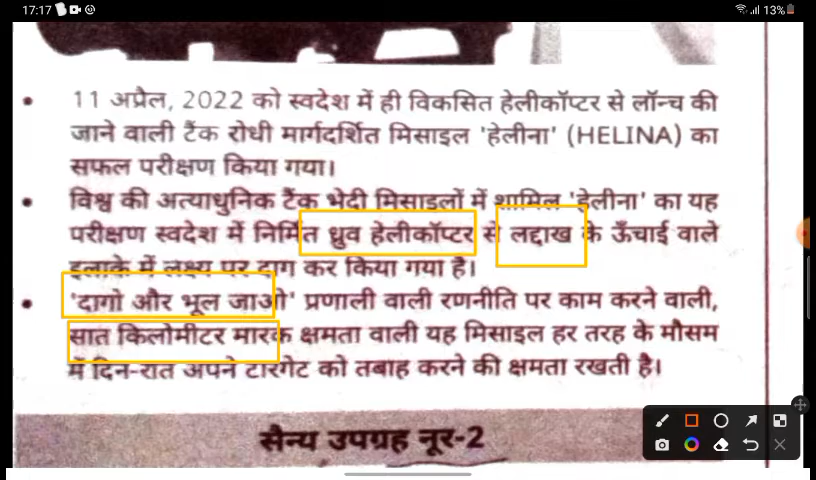 17:17
13%
11 अप्रैल, 2022 को स्वदेश में ही विकसित हेलीकॉप्टर से लॉन्च की
जाने वाली टैंक रोधी मार्गदर्शित मिसाइल 'हेलीना' (HELINA) का
सफल परीक्षण किया गया।
विश्व की अत्याधुनिक टैंक भेदी मिसाइलों में शामिल 'हेलीना' का यह
परीक्षण स्वदेश में निर्मित ध्रुव हेलीकॉप्टर से लद्दाख के ऊँचाई वाले
इलाके में लक्ष्य पर दाग कर किया गया है।
'दागो और भूल जाओ' प्रणाली वाली रणनीति पर काम करने वाली,
सात किलोमीटर मारक क्षमता वाली यह मिसाइल हर तरह के मौसम
में दिन-रात अपने टारगेट को तबाह करने की क्षमता रखती है।
सैन्य उपग्रह नूर-2